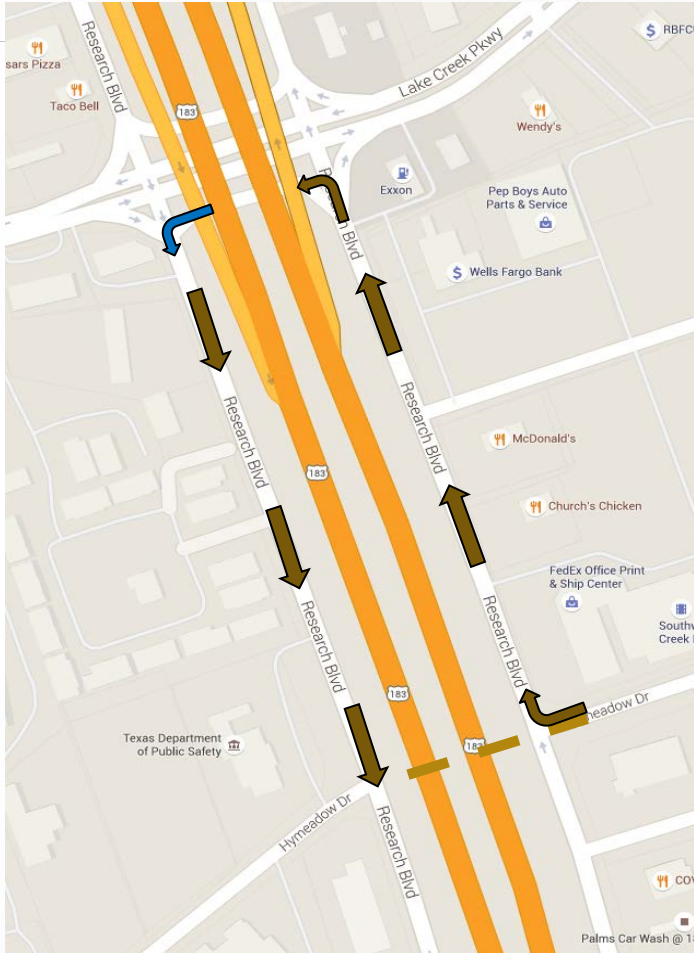 Research Blvd
RBFC
sars Pizza
183
Lake Creek Pkwy
Taco Bell
Wendy's
Exxon
Pep Boys Auto
Parts & Service
Blvd
Wells Fargo Bank
Research Blvd
Research Blvd
McDonald's
183
Church's Chicken
FedEx Office Print
& Ship Center
Research Blvd
Research Blvd
Southw
Creek
183
meadow Dr
Texas Department
of Public Safety
183
Hymeadow Dr
Research Blvd
COV
Palms Car Wash @ 1